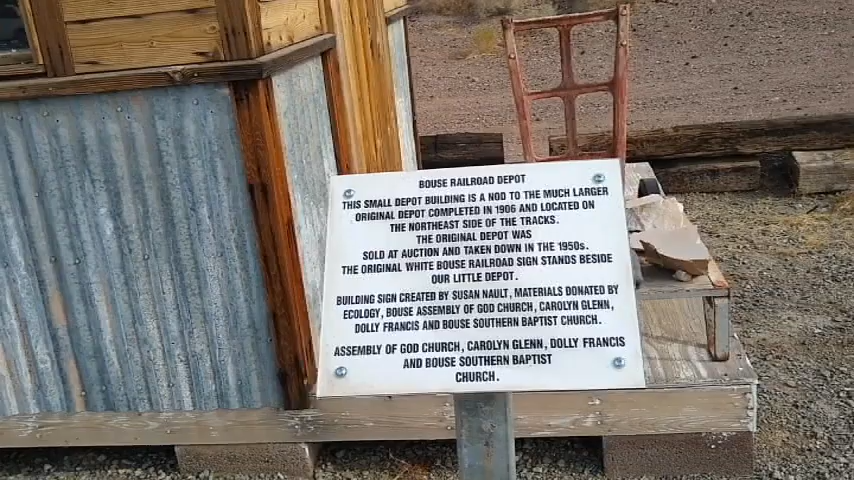 BOUSE RAILROAD DEPOT
THIS SMALL DEPOT BUILDING IS A NOD TO THE MUCH LARGER
ORIGINAL DEPOT COMPLETED IN 1906 AND LOCATED ON
THE NORTHEAST SIDE OF THE TRACKS.
THE ORIGINAL DEPOT WAS
SOLD AT AUCTION AND TAKEN DOWN IN THE 1950s.
THE ORIGINAL WHITE BOUSE RAILROAD SIGN STANDS BESIDE
OUR LITTLE DEPOT.
BUILDING SIGN CREATED BY SUSAN NAULT, MATERIALS DONATED BY
ECOLOGY, BOUSE ASSEMBLY OF GOD CHURCH, CAROLYN GLENN,
DOLLY FRANCIS AND BOUSE SOUTHERN BAPTIST CHURCH.
ASSEMBLY OF GOD CHURCH, CAROLYN GLENN, DOLLY FRANCIS
AND BOUSE SOUTHERN BAPTIST
CHURCH.